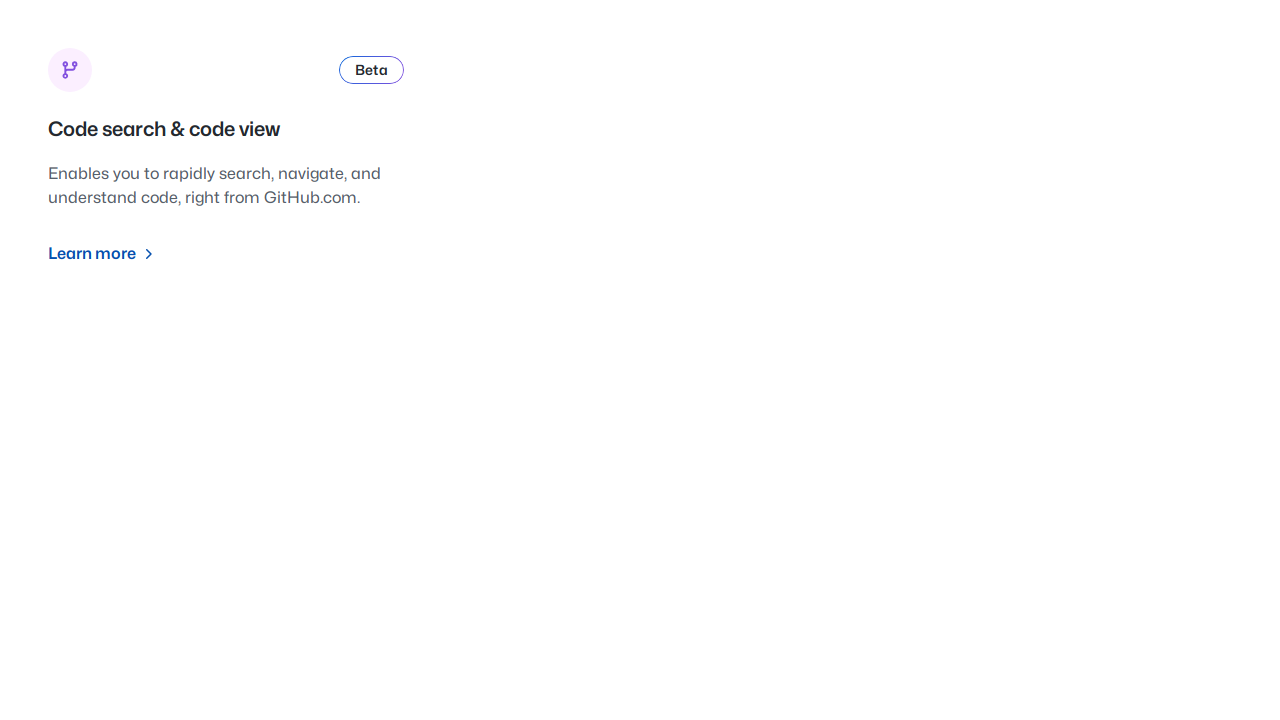 Beta
Code search & code view
Enables you to rapidly search, navigate, and
understand code, right from GitHub.com.
Learn more